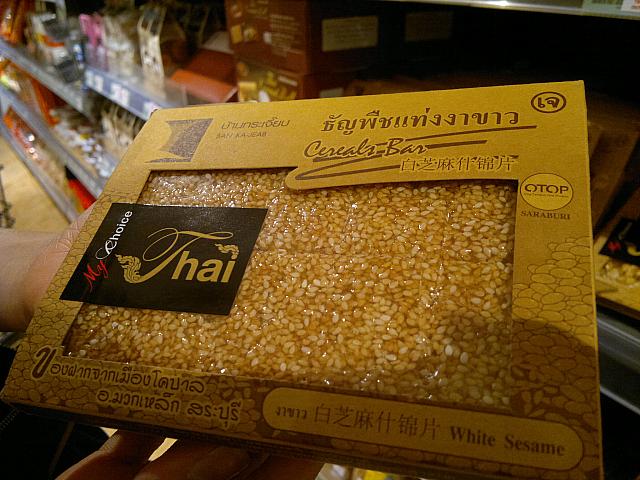 บ้านกระเจี๊ยบ
BAN KAJEAB
ธัญพืชแท่งงาขาว
Cereals Bar
白芝麻什锦片
เจ
OTOP
SARABURI
My Choice
Thai
ของฝากจากเมืองโคบาล
อ.มวกเหล็ก สระบุรี
งาขาว 白芝麻什锦片 White Sesame